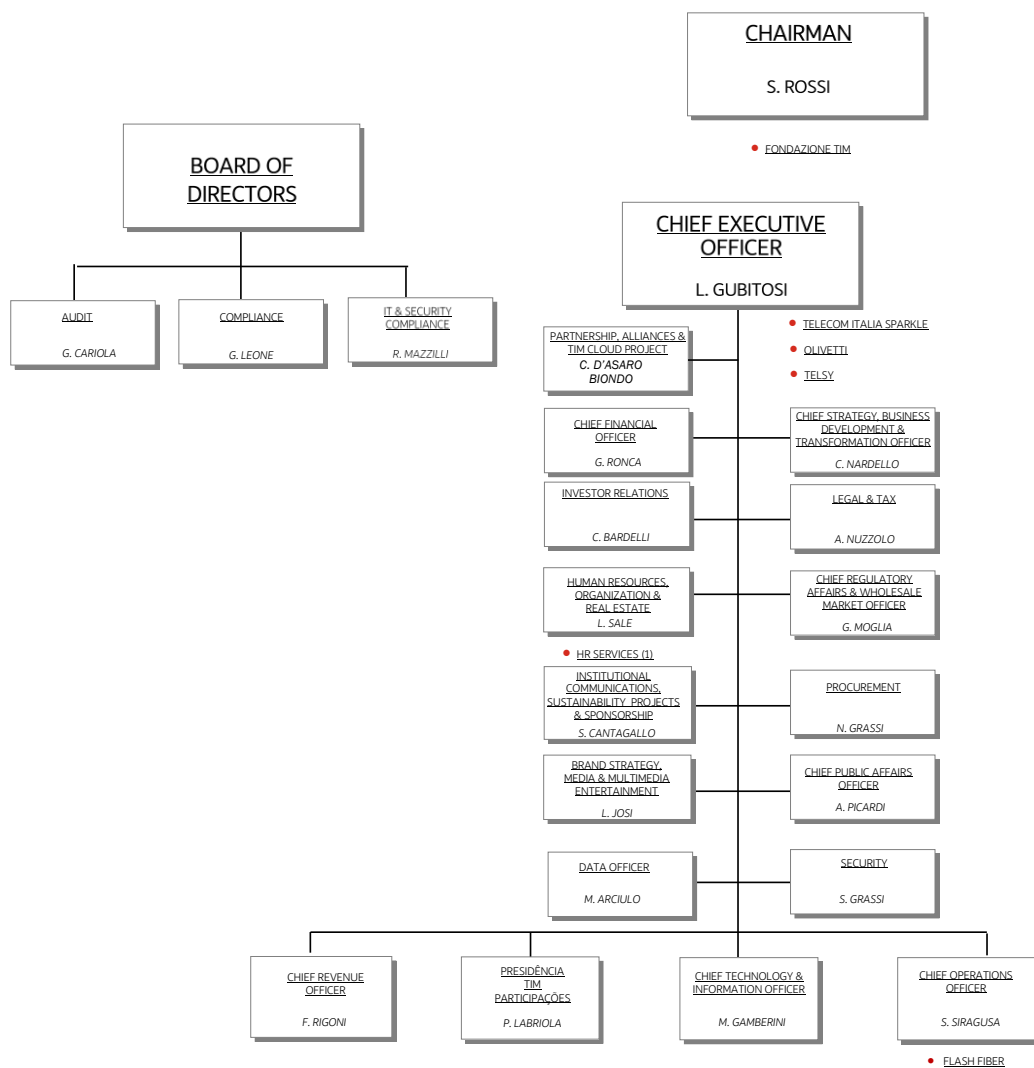 CHAIRMAN
S. ROSSI
• FONDAZIONE TIM
BOARD OF
DIRECTORS
AUDIT
G. CARIOLA
COMPLIANCE
G. LEONE
IT & SECURITY
COMPLIANCE
R. MAZZILLI
CHIEF EXECUTIVE
OFFICER
L. GUBITOSI
• TELECOM ITALIA SPARKLE
• OLIVETTI
• TELSY
PARTNERSHIP, ALLIANCES &
TIM CLOUD PROJECT
C. D'ASARO
BIONDO
CHIEF FINANCIAL
OFFICER
G. RONCA
CHIEF STRATEGY, BUSINESS
DEVELOPMENT &
TRANSFORMATION OFFICER
C. NARDELLO
INVESTOR RELATIONS
C. BARDELLI
LEGAL & TAX
A. NUZZOLO
HUMAN RESOURCES,
ORGANIZATION &
REAL ESTATE
L. SALE
• HR SERVICES (1)
CHIEF REGULATORY
AFFAIRS & WHOLESALE
MARKET OFFICER
G. MOGLIA
INSTITUTIONAL
COMMUNICATIONS,
SUSTAINABILITY PROJECTS
& SPONSORSHIP
S. CANTAGALLO
PROCUREMENT
N. GRASSI
BRAND STRATEGY,
MEDIA & MULTIMEDIA
ENTERTAINMENT
L. JOSI
CHIEF PUBLIC AFFAIRS
OFFICER
A. PICARDI
DATA OFFICER
M. ARCIULO
SECURITY
S. GRASSI
CHIEF REVENUE
OFFICER
F. RIGONI
PRESIDÊNCIA
TIM
PARTICIPAÇÕES
P. LABRIOLA
CHIEF TECHNOLOGY &
INFORMATION OFFICER
M. GAMBERINI
CHIEF OPERATIONS
OFFICER
S. SIRAGUSA
• FLASH FIBER